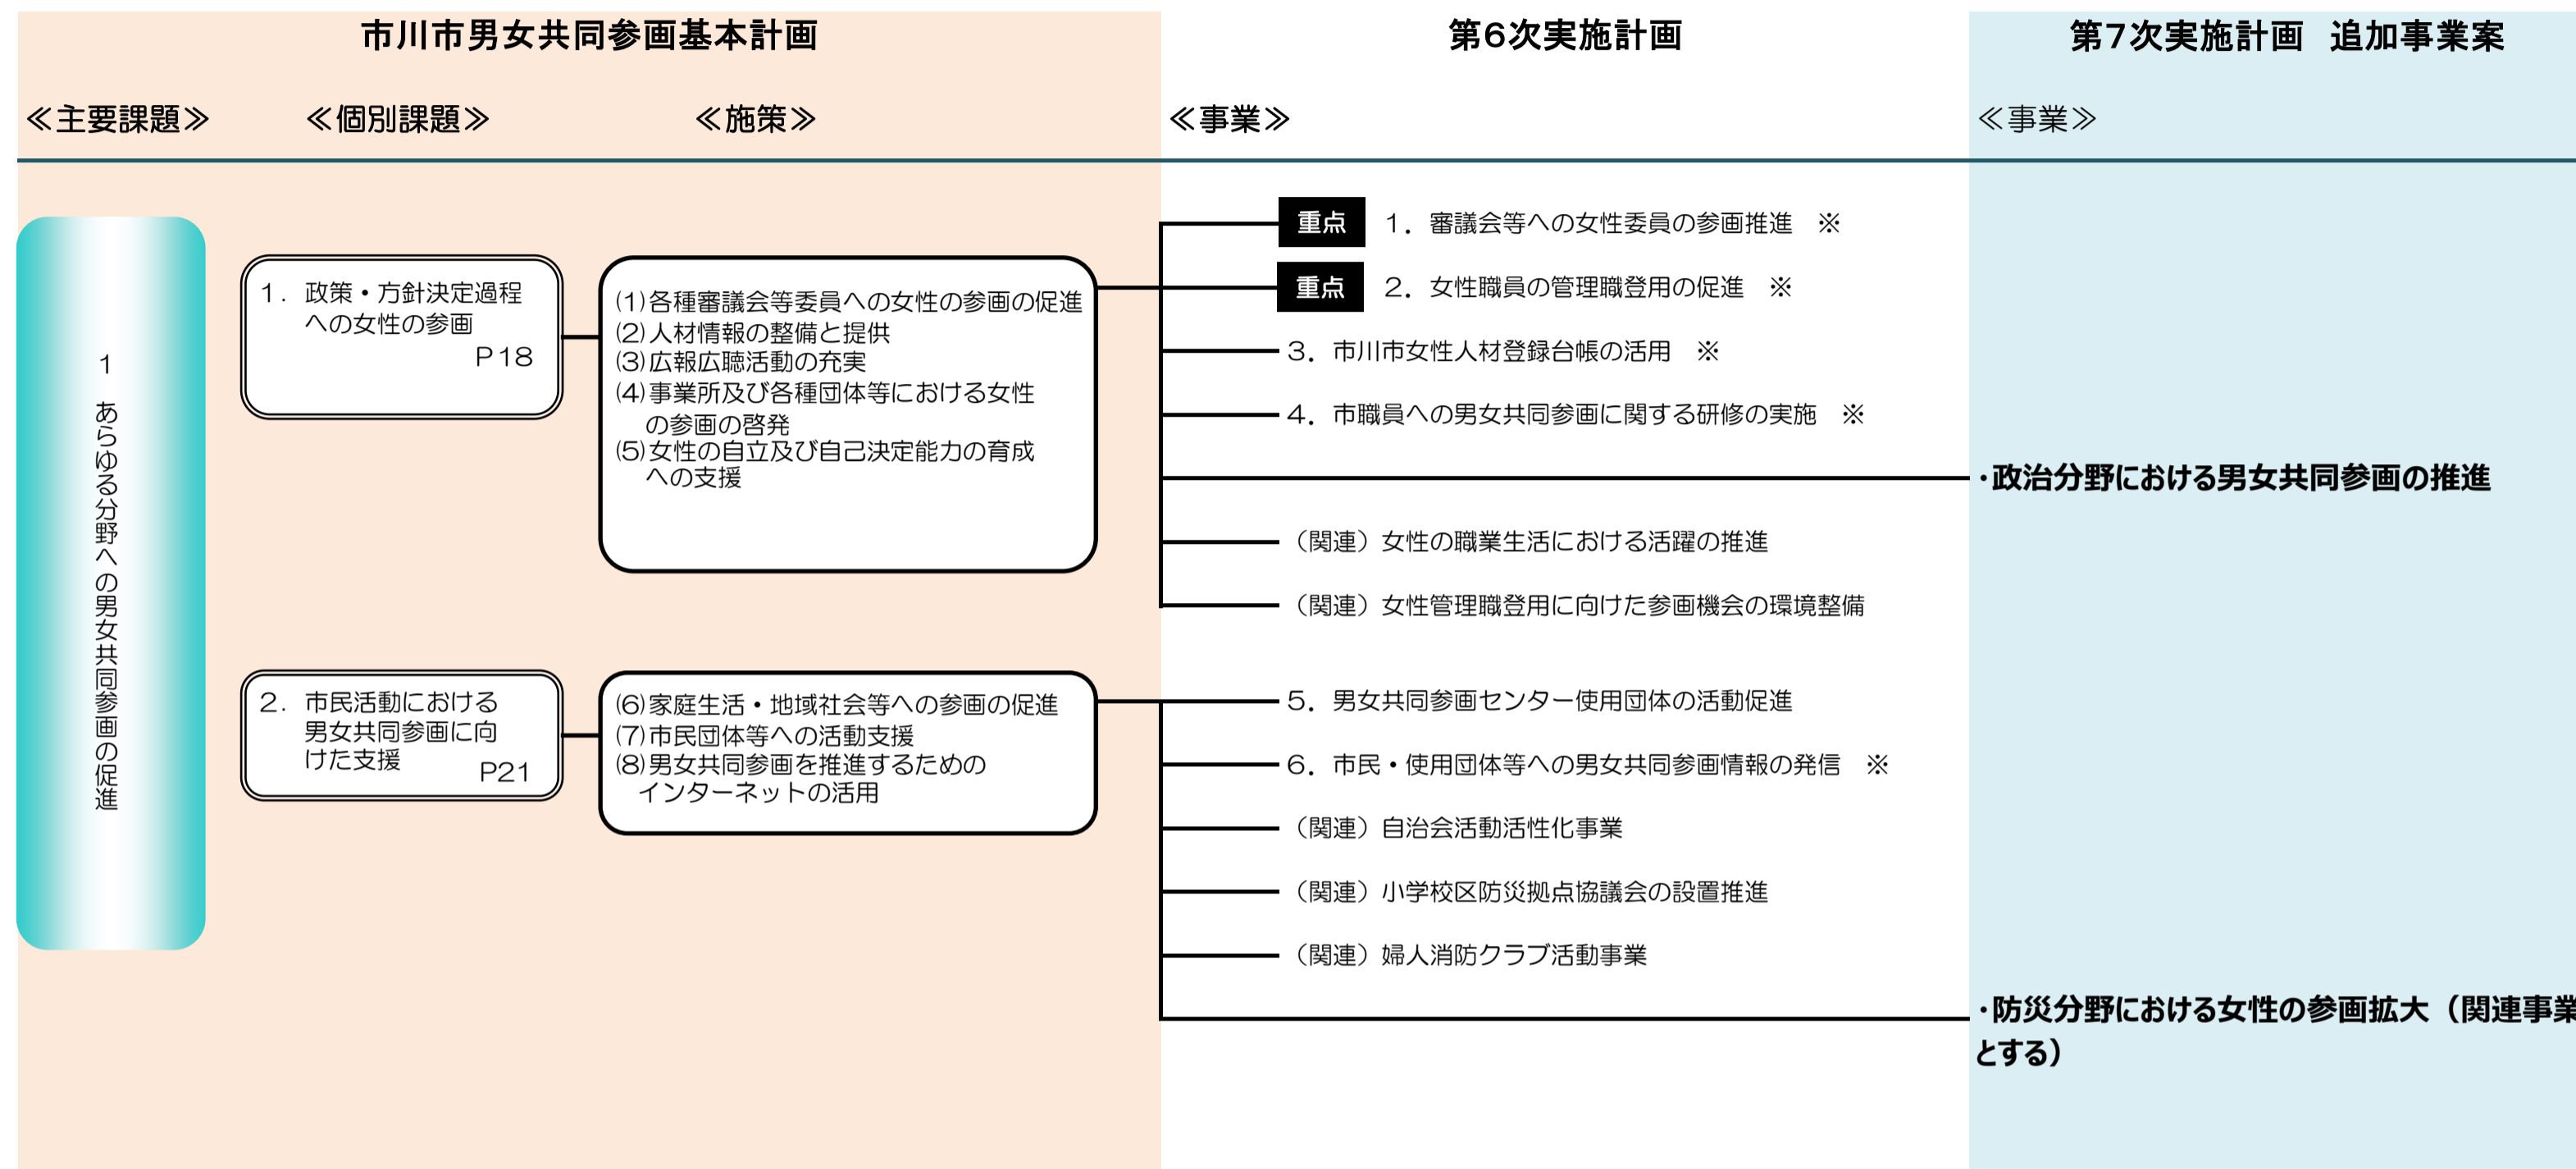 市川市男女共同参画基本計画
第6次実施計画
第7次実施計画　追加事業案
≪主要課題≫
≪個別課題≫
≪施策≫
≪事業≫
≪事業≫
1　あらゆる分野への男女共同参画の促進
1．政策・方針決定過程
への女性の参画
P18
(1)各種審議会等委員への女性の参画の促進
(2)人材情報の整備と提供
(3)広報広聴活動の充実
(4)事業所及び各種団体等における女性
の参画の啓発
(5)女性の自立及び自己決定能力の育成
への支援
重点　1．審議会等への女性委員の参画推進　※
重点　2．女性職員の管理職登用の促進　※
3．市川市女性人材登録台帳の活用　※
4．市職員への男女共同参画に関する研修の実施　※
・政治分野における男女共同参画の推進
（関連）女性の職業生活における活躍の推進
（関連）女性管理職登用に向けた参画機会の環境整備
2．市民活動における
男女共同参画に向
けた支援
P21
(6)家庭生活・地域社会等への参画の促進
(7)市民団体等への活動支援
(8)男女共同参画を推進するための
インターネットの活用
5．男女共同参画センター使用団体の活動促進
6．市民・使用団体等への男女共同参画情報の発信　※
（関連）自治会活動活性化事業
（関連）小学校区防災拠点協議会の設置推進
（関連）婦人消防クラブ活動事業
・防災分野における女性の参画拡大（関連事業
とする）